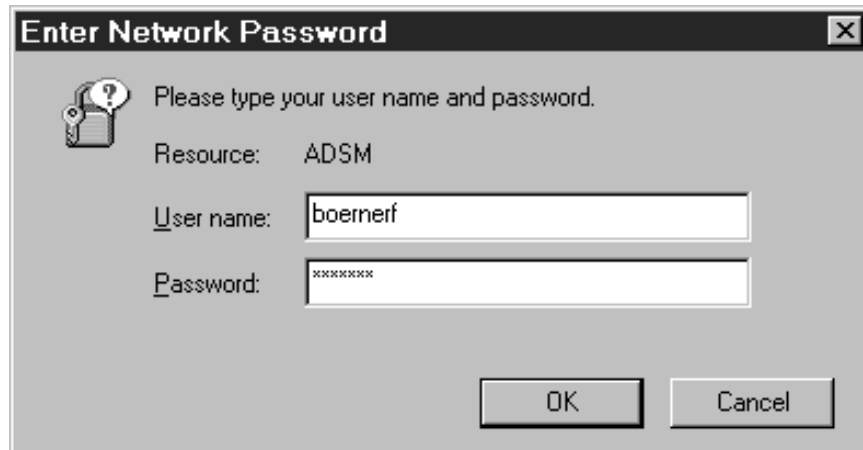 Enter Network Password
Please type your user name and password.
Resource: ADSM
User name: boernerf
Password: *******
OK Cancel